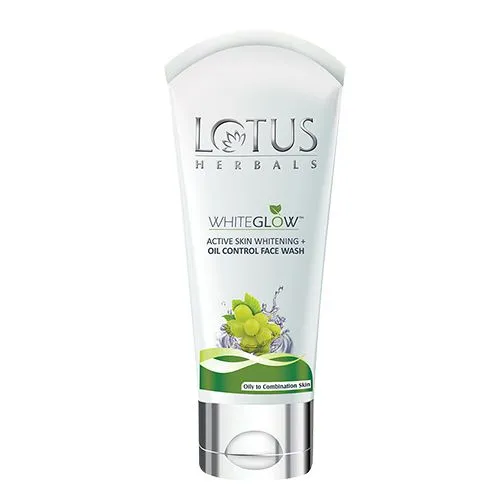 LOTUS
HERBALS
WHITEGLOW™
ACTIVE SKIN WHITENING +
OIL CONTROL FACE WASH
Oily to Combination Skin